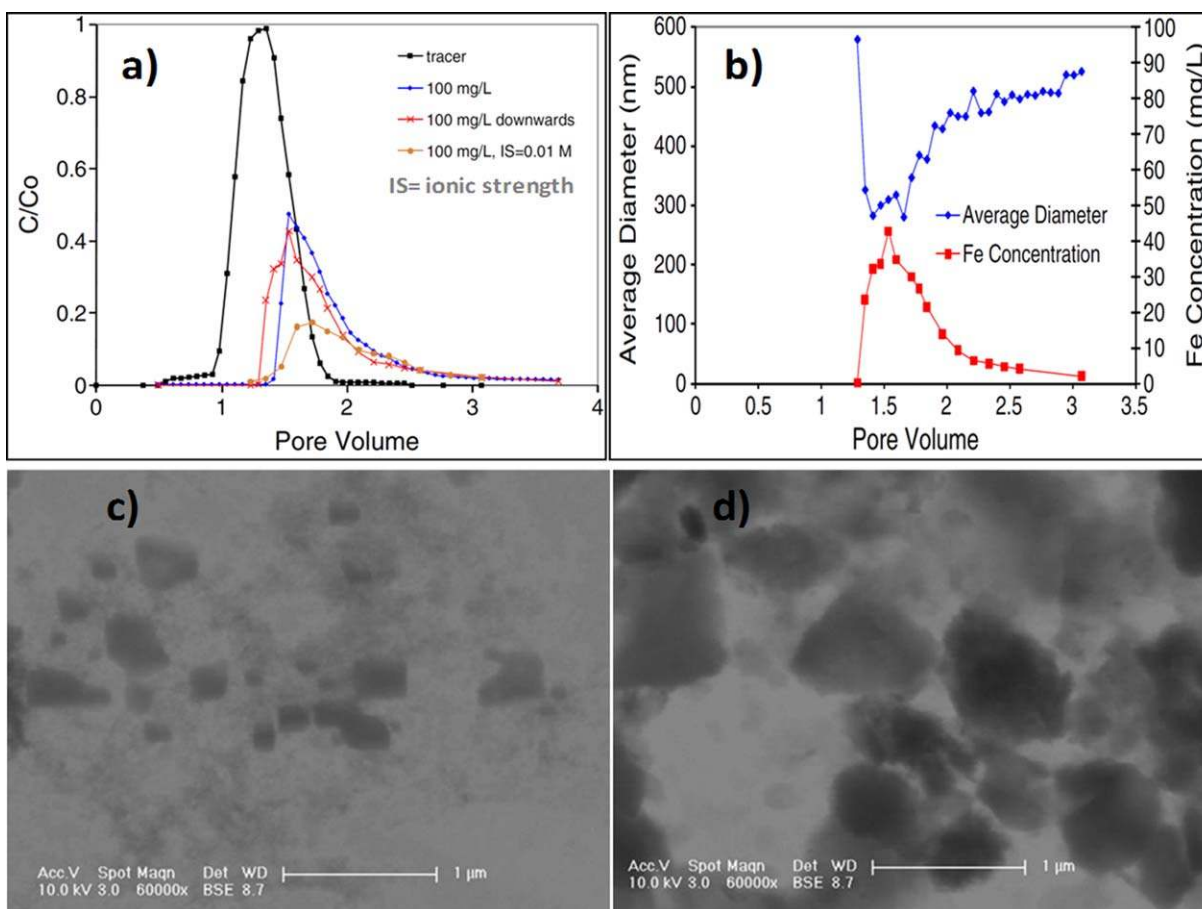 a)
C/Co
1
0.8
0.6
0.4
0.2
0
0 1 2 3 4
Pore Volume
tracer
100 mg/L
100 mg/L downwards
100 mg/L, IS=0.01 M
IS= ionic strength
b)
Average Diameter (nm)
600
500
400
300
200
100
0
0 0.5 1 1.5 2 2.5 3 3.5
Pore Volume
Average Diameter
Fe Concentration
100
90
80
70
60
50
40
30
20
10
0
Fe Concentration (mg/L)
c)
Acc.V Spot Magn Det WD
10.0 kV 3.0 60000x BSE 8.7
1 µm
d)
Acc.V Spot Magn Det WD
10.0 kV 3.0 60000x BSE 8.7
1 µm